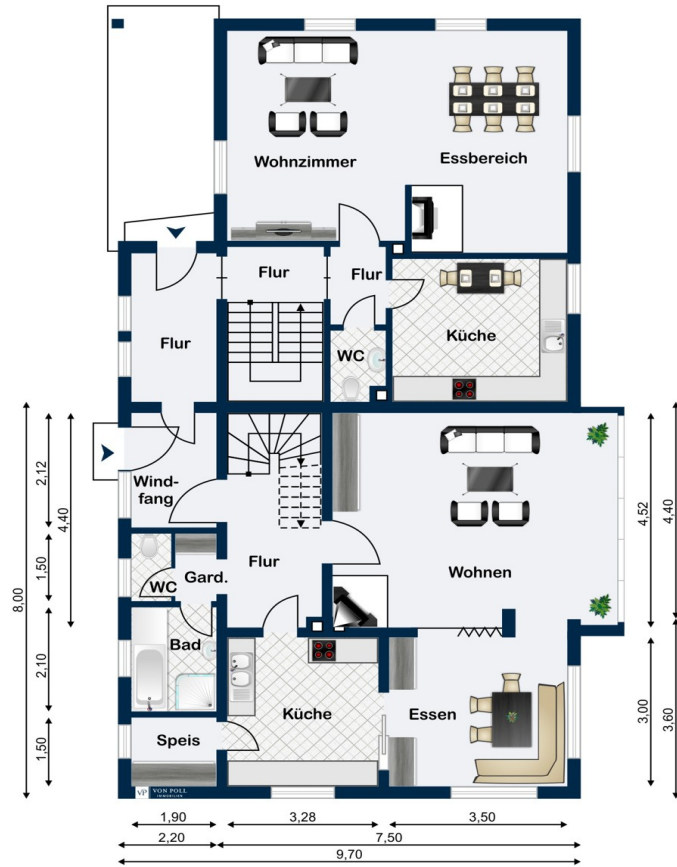 Wohnzimmer
Essbereich
Flur
Flur
Küche
Flur
WC
Wind-
fang
WC
Gard.
Flur
Wohnen
Bad
Küche
Essen
Speis
VP VON POLL
IMMOBILIEN
8,00
2,12
4,40
1,50
2,10
1,50
4,52
4,40
3,00
3,60
1,90
3,28
3,50
2,20
7,50
9,70